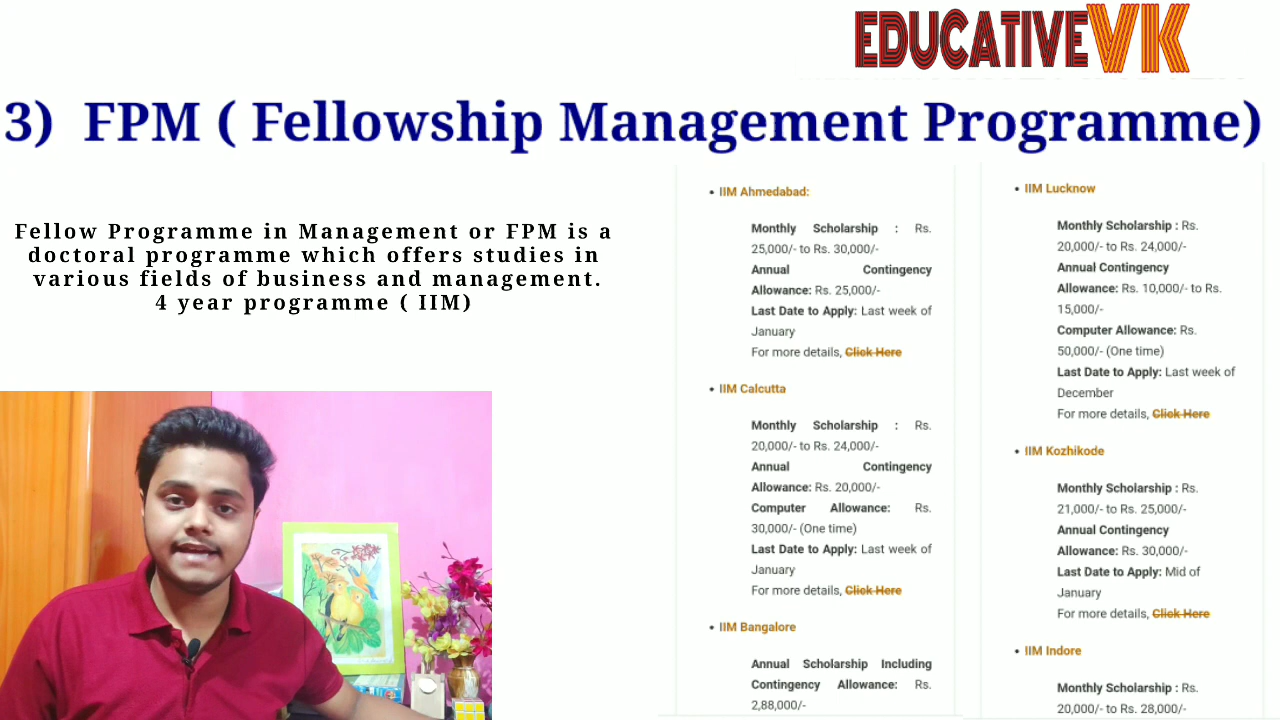 EDUCATIVEVK
3) FPM ( Fellowship Management Programme)
Fellow Programme in Management or FPM is a
doctoral programme which offers studies in
various fields of business and management.
4 year programme ( IIM)
• IIM Ahmedabad:
Monthly Scholarship : Rs.
25,000/- to Rs. 30,000/-
Annual Contingency
Allowance: Rs. 25,000/-
Last Date to Apply: Last week of
January
For more details, Click Here
• IIM Calcutta
Monthly Scholarship : Rs.
20,000/- to Rs. 24,000/-
Annual Contingency
Allowance: Rs. 20,000/-
Computer Allowance: Rs.
30,000/- (One time)
Last Date to Apply: Last week of
January
For more details, Click Here
• IIM Bangalore
Annual Scholarship Including
Contingency Allowance: Rs.
2,88,000/-
• IIM Lucknow
Monthly Scholarship : Rs.
20,000/- to Rs. 24,000/-
Annual Contingency
Allowance: Rs. 10,000/- to Rs.
15,000/-
Computer Allowance: Rs.
50,000/- (One time)
Last Date to Apply: Last week of
December
For more details, Click Here
• IIM Kozhikode
Monthly Scholarship : Rs.
21,000/- to Rs. 25,000/-
Annual Contingency
Allowance: Rs. 30,000/-
Last Date to Apply: Mid of
January
For more details, Click Here
• IIM Indore
Monthly Scholarship : Rs.
20,000/- to Rs. 28,000/-